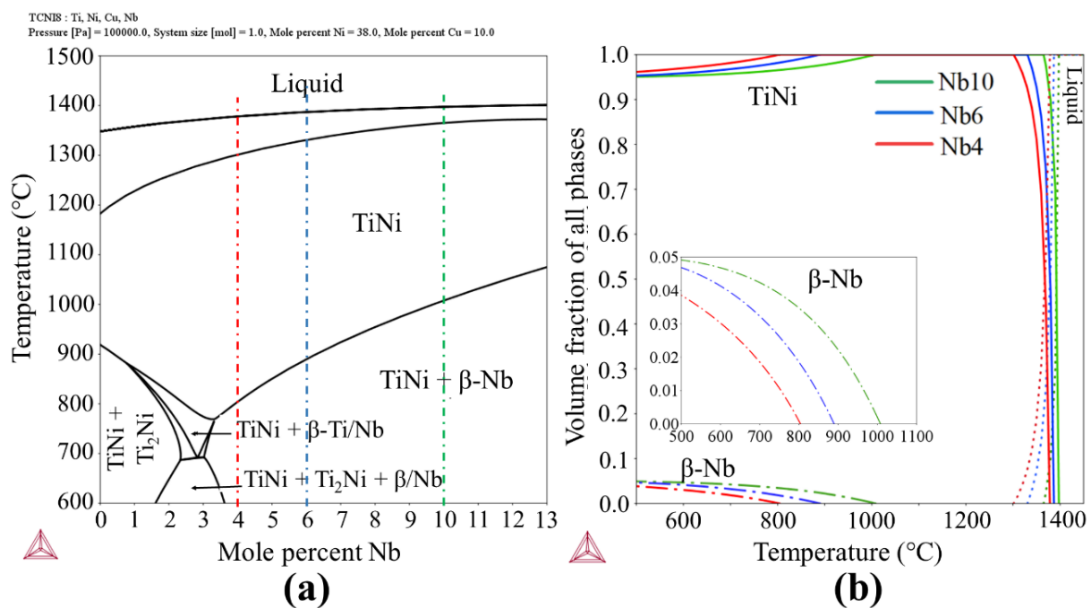 TCNI8 : Ti, Ni, Cu, Nb
Pressure [Pa] = 100000.0, System size [mol] = 1.0, Mole percent Ni = 38.0, Mole percent Cu = 10.0
1500
1400
1300
1200
1100
1000
900
800
700
600
Temperature (°C)
Liquid
TiNi
TiNi + β-Nb
TiNi +
Ti₂Ni
TiNi + β-Ti/Nb
TiNi + Ti₂Ni + β/Nb
0 1 2 3 4 5 6 7 8 9 10 11 12 13
Mole percent Nb
(a)
1.0
0.9
0.8
0.7
0.6
0.5
0.4
0.3
0.2
0.1
0.0
Volume fraction of all phases
TiNi
Nb10
Nb6
Nb4
Liquid
0.05
0.04
0.03
0.02
0.01
0.00
β-Nb
500 600 700 800 900 1000 1100
β-Nb
600 800 1000 1200 1400
Temperature (°C)
(b)